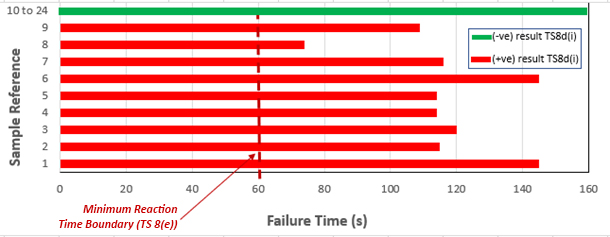 10 to 24
9
8
7
6
5
4
3
2
1
Sample Reference
(-ve) result TS8d(i)
(+ve) result TS8d(i)
0 20 40 60 80 100 120 140 160
Minimum Reaction
Time Boundary (TS 8(e))
Failure Time (s)